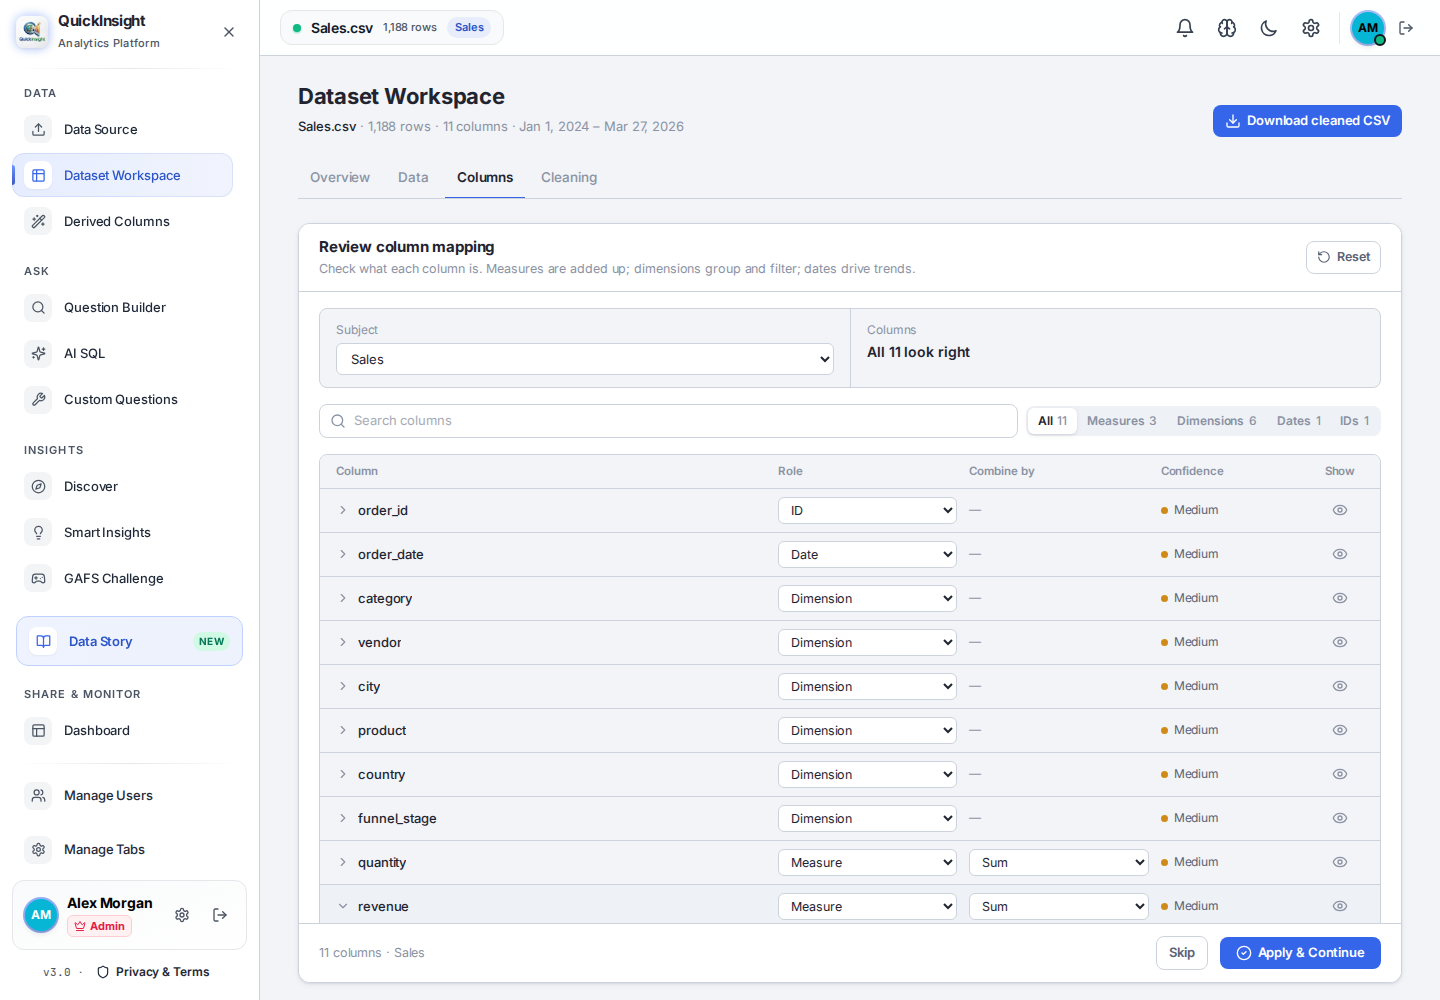 QuickInsight
Analytics Platform
DATA
Data Source
Dataset Workspace
Derived Columns
ASK
Question Builder
AI SQL
Custom Questions
INSIGHTS
Discover
Smart Insights
GAFS Challenge
Data Story NEW
SHARE & MONITOR
Dashboard
Manage Users
Manage Tabs
AM Alex Morgan
Admin
v3.0 · Privacy & Terms
Sales.csv 1,188 rows Sales
AM
Dataset Workspace
Sales.csv · 1,188 rows · 11 columns · Jan 1, 2024 – Mar 27, 2026
Download cleaned CSV
Overview Data Columns Cleaning
Review column mapping
Check what each column is. Measures are added up; dimensions group and filter; dates drive trends.
Reset
Subject
Sales
Columns
All 11 look right
Search columns
All 11 Measures 3 Dimensions 6 Dates 1 IDs 1
Column Role Combine by Confidence Show
order_id ID — Medium
order_date Date — Medium
category Dimension — Medium
vendor Dimension — Medium
city Dimension — Medium
product Dimension — Medium
country Dimension — Medium
funnel_stage Dimension — Medium
quantity Measure Sum Medium
revenue Measure Sum Medium
11 columns · Sales
Skip
Apply & Continue